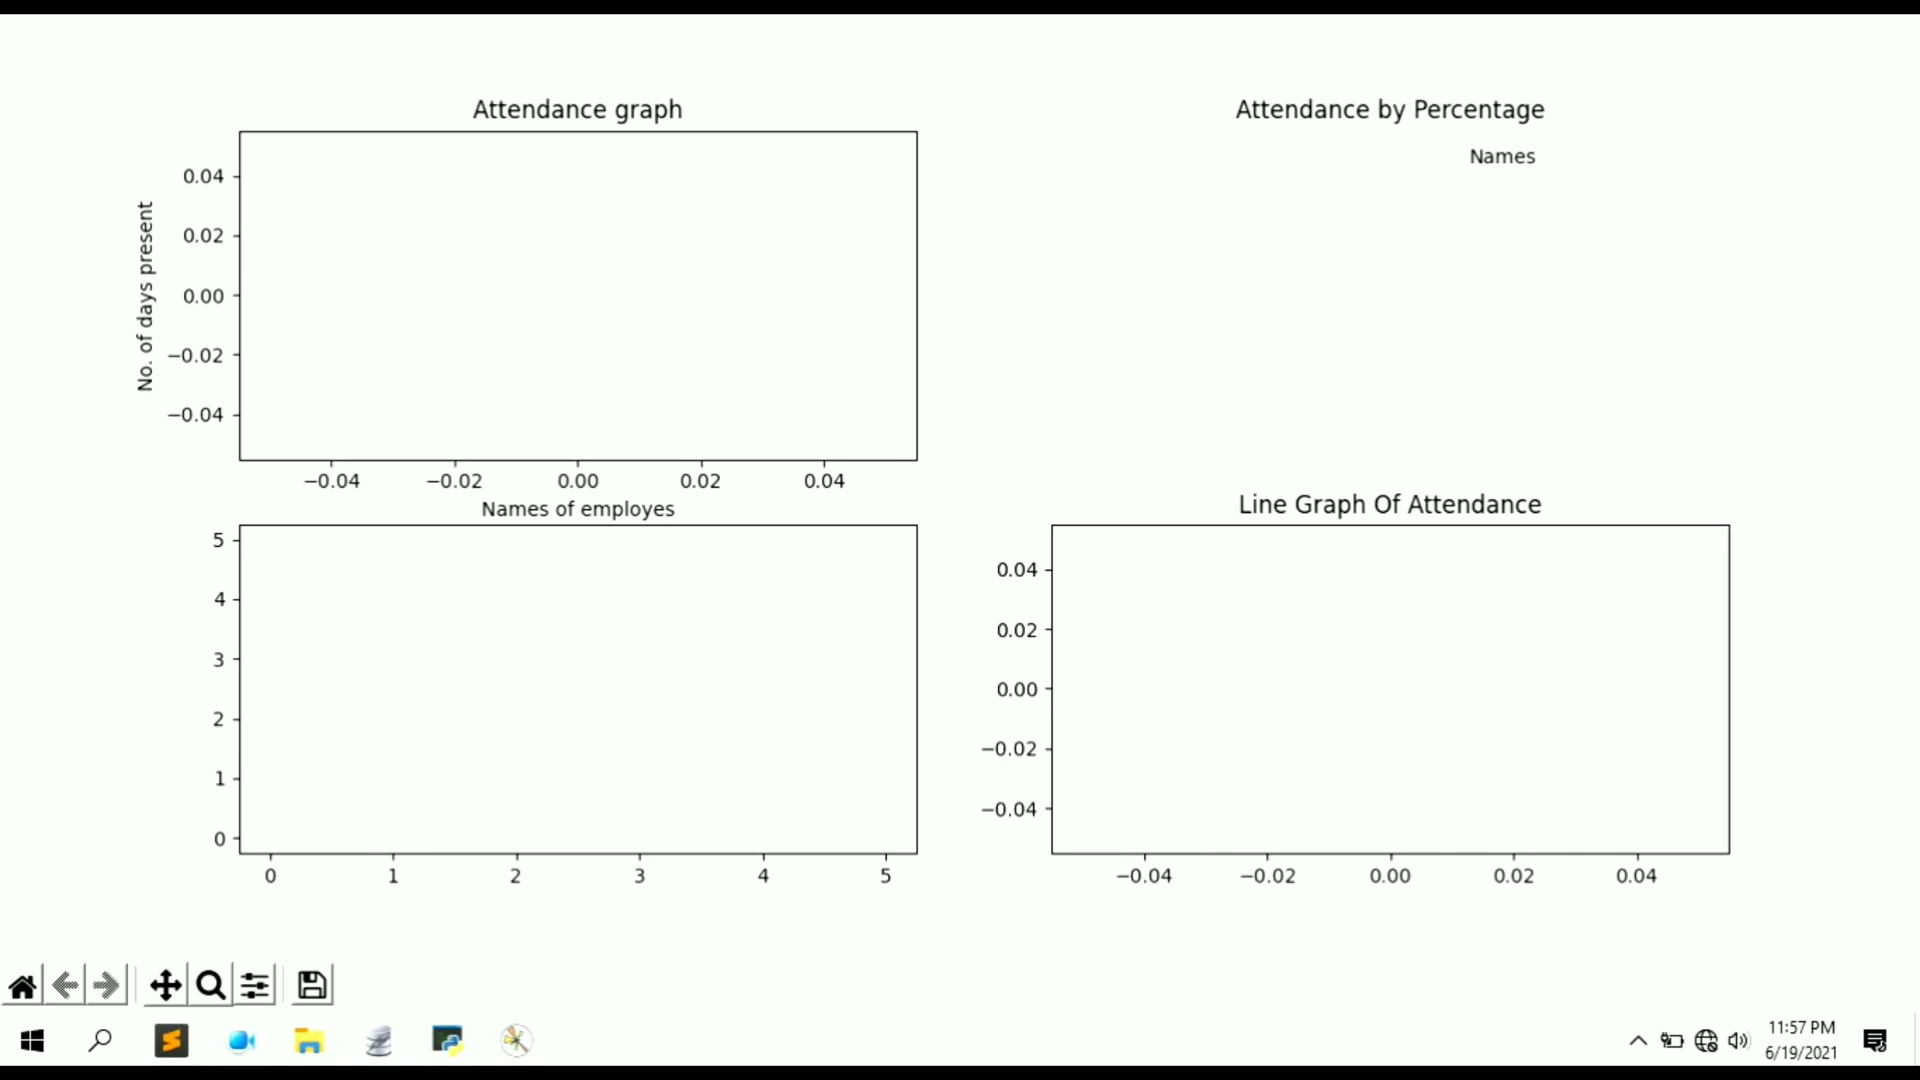 Attendance graph
0.04
0.02
0.00
−0.02
−0.04
No. of days present
−0.04 −0.02 0.00 0.02 0.04
Names of employes
Attendance by Percentage
Names
5
4
3
2
1
0
0 1 2 3 4 5
Line Graph Of Attendance
0.04
0.02
0.00
−0.02
−0.04
−0.04 −0.02 0.00 0.02 0.04
11:57 PM
6/19/2021